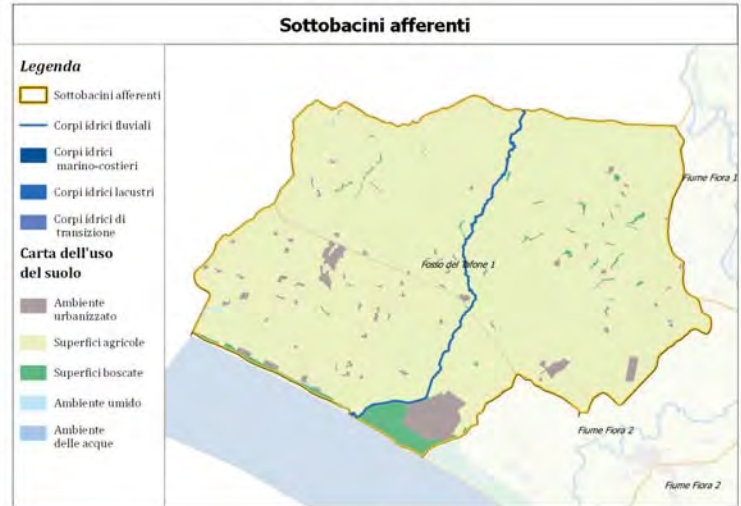 Sottobacini afferenti
Legenda
Sottobacini afferenti
Corpi idrici fluviali
Corpi idrici
marino-costieri
Corpi idrici lacustri
Corpi idrici di
transizione
Carta dell'uso
del suolo
Ambiente
urbanizzato
Superfici agricole
Superfici boscate
Ambiente umido
Ambiente
delle acque
Fiume Fiora 1
Fosso del Tafone 1
Fiume Fiora 2
Fiume Fiora 2